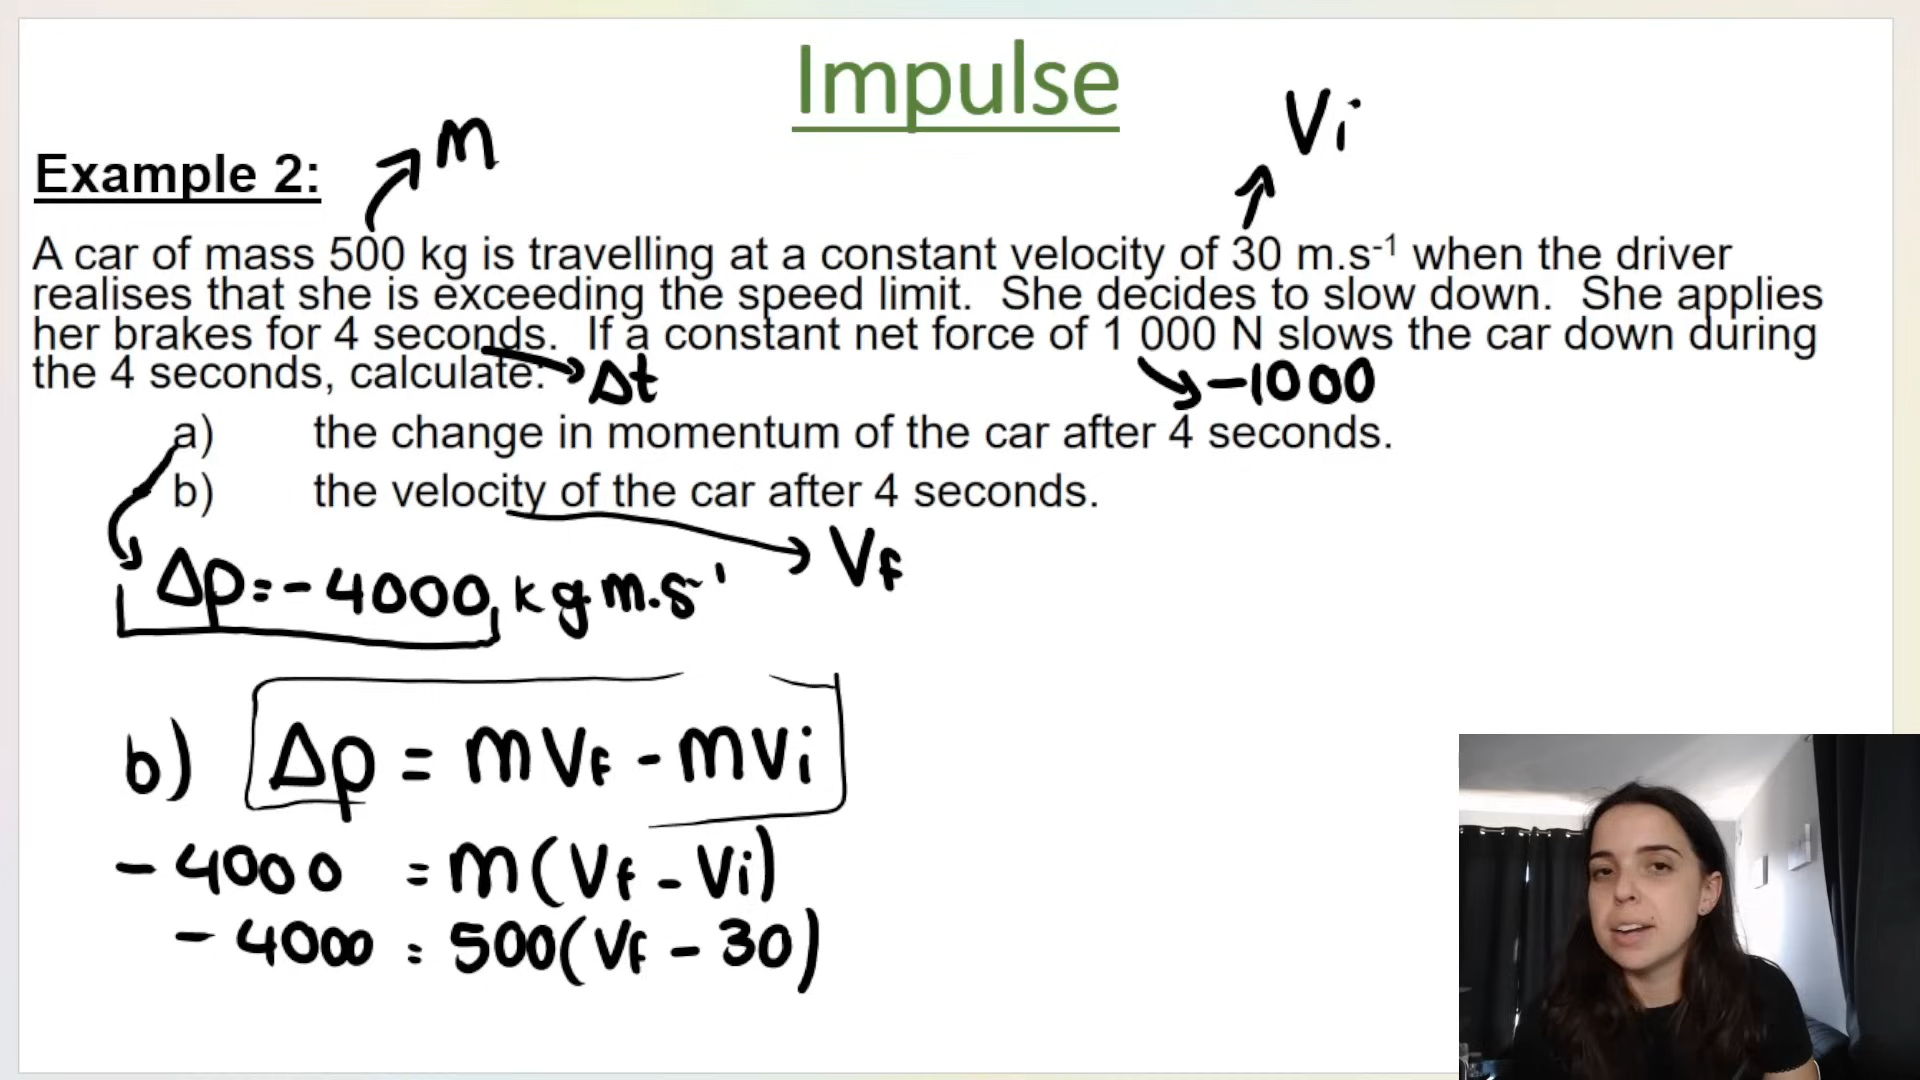 Impulse
m
Vi
Example 2:
A car of mass 500 kg is travelling at a constant velocity of 30 m.s⁻¹ when the driver
realises that she is exceeding the speed limit. She decides to slow down. She applies
her brakes for 4 seconds. If a constant net force of 1 000 N slows the car down during
the 4 seconds, calculate:
Δt
-1000
a) the change in momentum of the car after 4 seconds.
b) the velocity of the car after 4 seconds.
Vf
Δp = -4000 kg m.s⁻¹
b) Δp = mVf - mVi
-4000 = m(Vf - Vi)
-4000 = 500(Vf - 30)